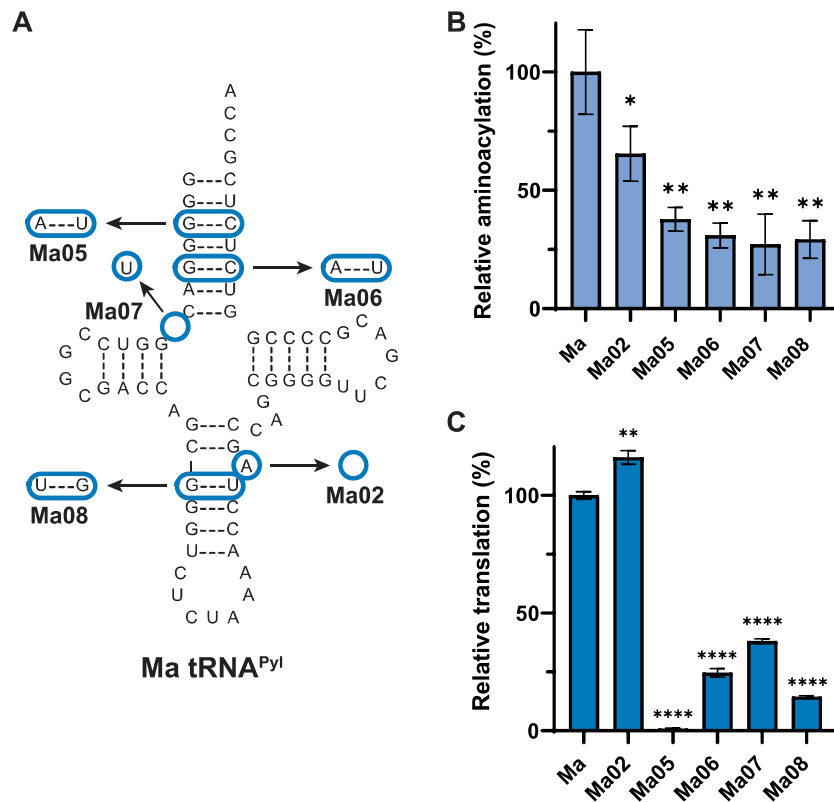 A
A
C
C
G
G---C
G---U
A---U
G---C
Ma05
G---U
U
G---C
A---U
Ma07
A---U
Ma06
C---G
G C C U G G G
G C G A C C
G C C C C G C A G C U U G G G G C
A
G A C
G---C
C---G
A
G---U
U---G
Ma08
Ma02
G---C
G---C
U---A
C A
U A
C U A
Ma tRNAPyl
B
Relative aminoacylation (%)
100
50
0
*
**
**
**
**
Ma
Ma02
Ma05
Ma06
Ma07
Ma08
C
Relative translation (%)
100
50
0
**
****
****
****
****
Ma
Ma02
Ma05
Ma06
Ma07
Ma08